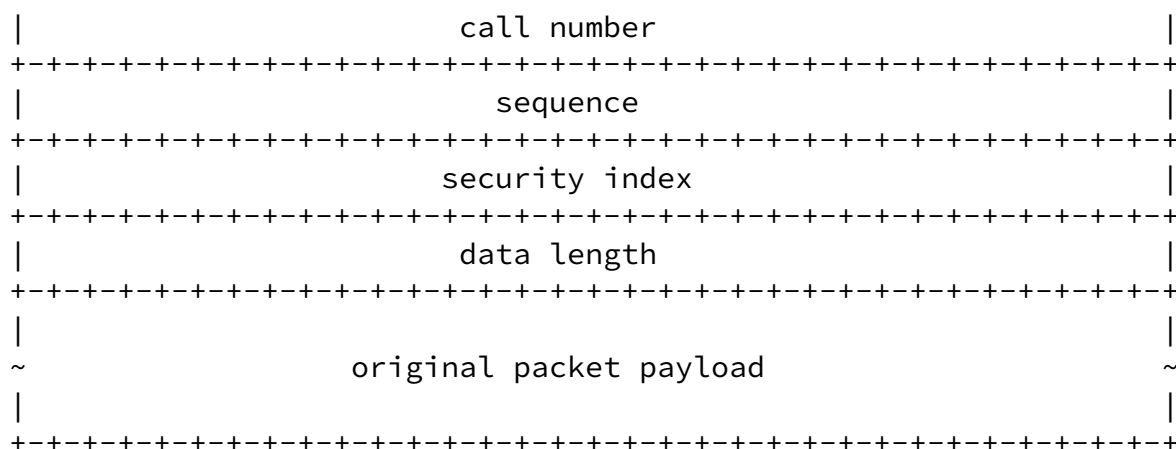 | call number |
+-+-+-+-+-+-+-+-+-+-+-+-+-+-+-+-+-+-+-+-+-+-+-+-+-+-+-+-+-+-+-+-+
| sequence |
+-+-+-+-+-+-+-+-+-+-+-+-+-+-+-+-+-+-+-+-+-+-+-+-+-+-+-+-+-+-+-+-+
| security index |
+-+-+-+-+-+-+-+-+-+-+-+-+-+-+-+-+-+-+-+-+-+-+-+-+-+-+-+-+-+-+-+-+
| data length |
+-+-+-+-+-+-+-+-+-+-+-+-+-+-+-+-+-+-+-+-+-+-+-+-+-+-+-+-+-+-+-+-+
| |
~ original packet payload ~
| |
+-+-+-+-+-+-+-+-+-+-+-+-+-+-+-+-+-+-+-+-+-+-+-+-+-+-+-+-+-+-+-+-+